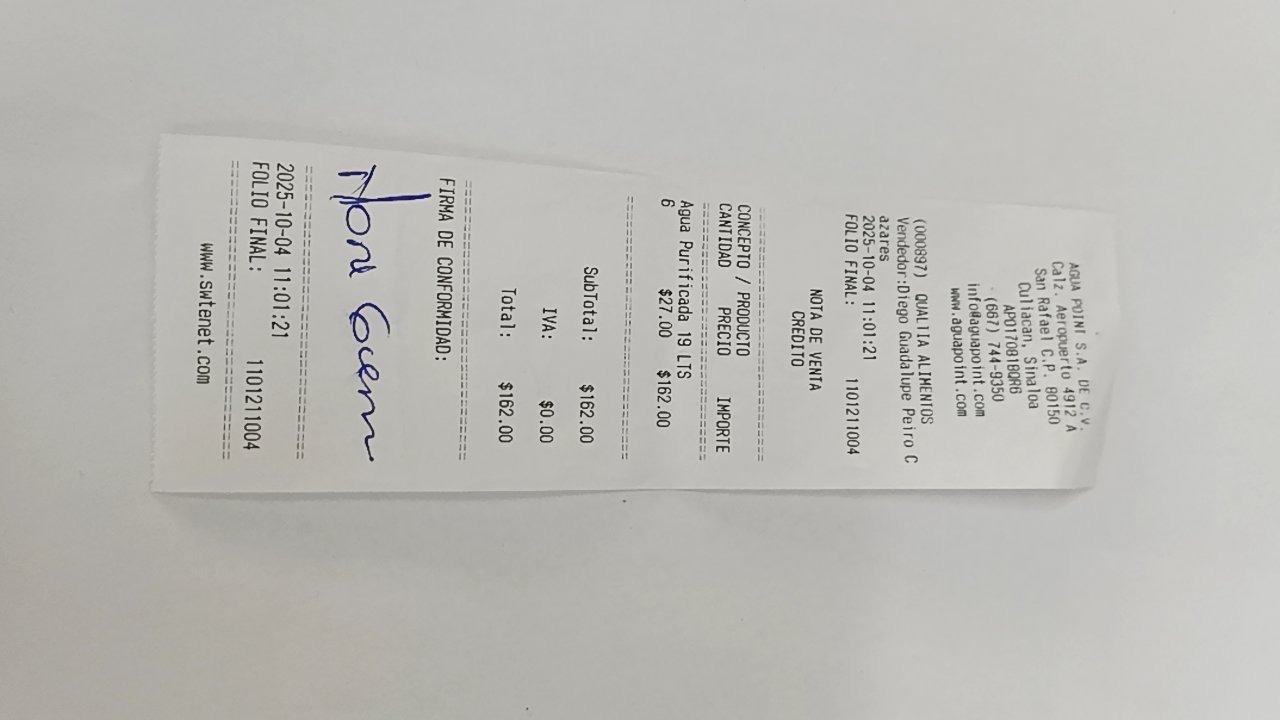 AGUA POINT S.A. DE C.V.
Calz. Aeropuerto 4912 A
San Rafael C.P. 80150
Culiacan, Sinaloa
APO170818QR6
(667) 744-9350
info@aguapoint.com
www.aguapoint.com
(000897) QUALITA ALIMENTOS
Vendedor:Diego Guadalupe Peiro C
azares
2025-10-04 11:01:21
FOLIO FINAL: 1101211004
NOTA DE VENTA
CREDITO
CONCEPTO / PRODUCTO
CANTIDAD PRECIO IMPORTE
Agua Purificada 19 LTS
6 $27.00 $162.00
SubTotal: $162.00
IVA: $0.00
Total: $162.00
FIRMA DE CONFORMIDAD:
2025-10-04 11:01:21
FOLIO FINAL: 1101211004
www.swtenet.com